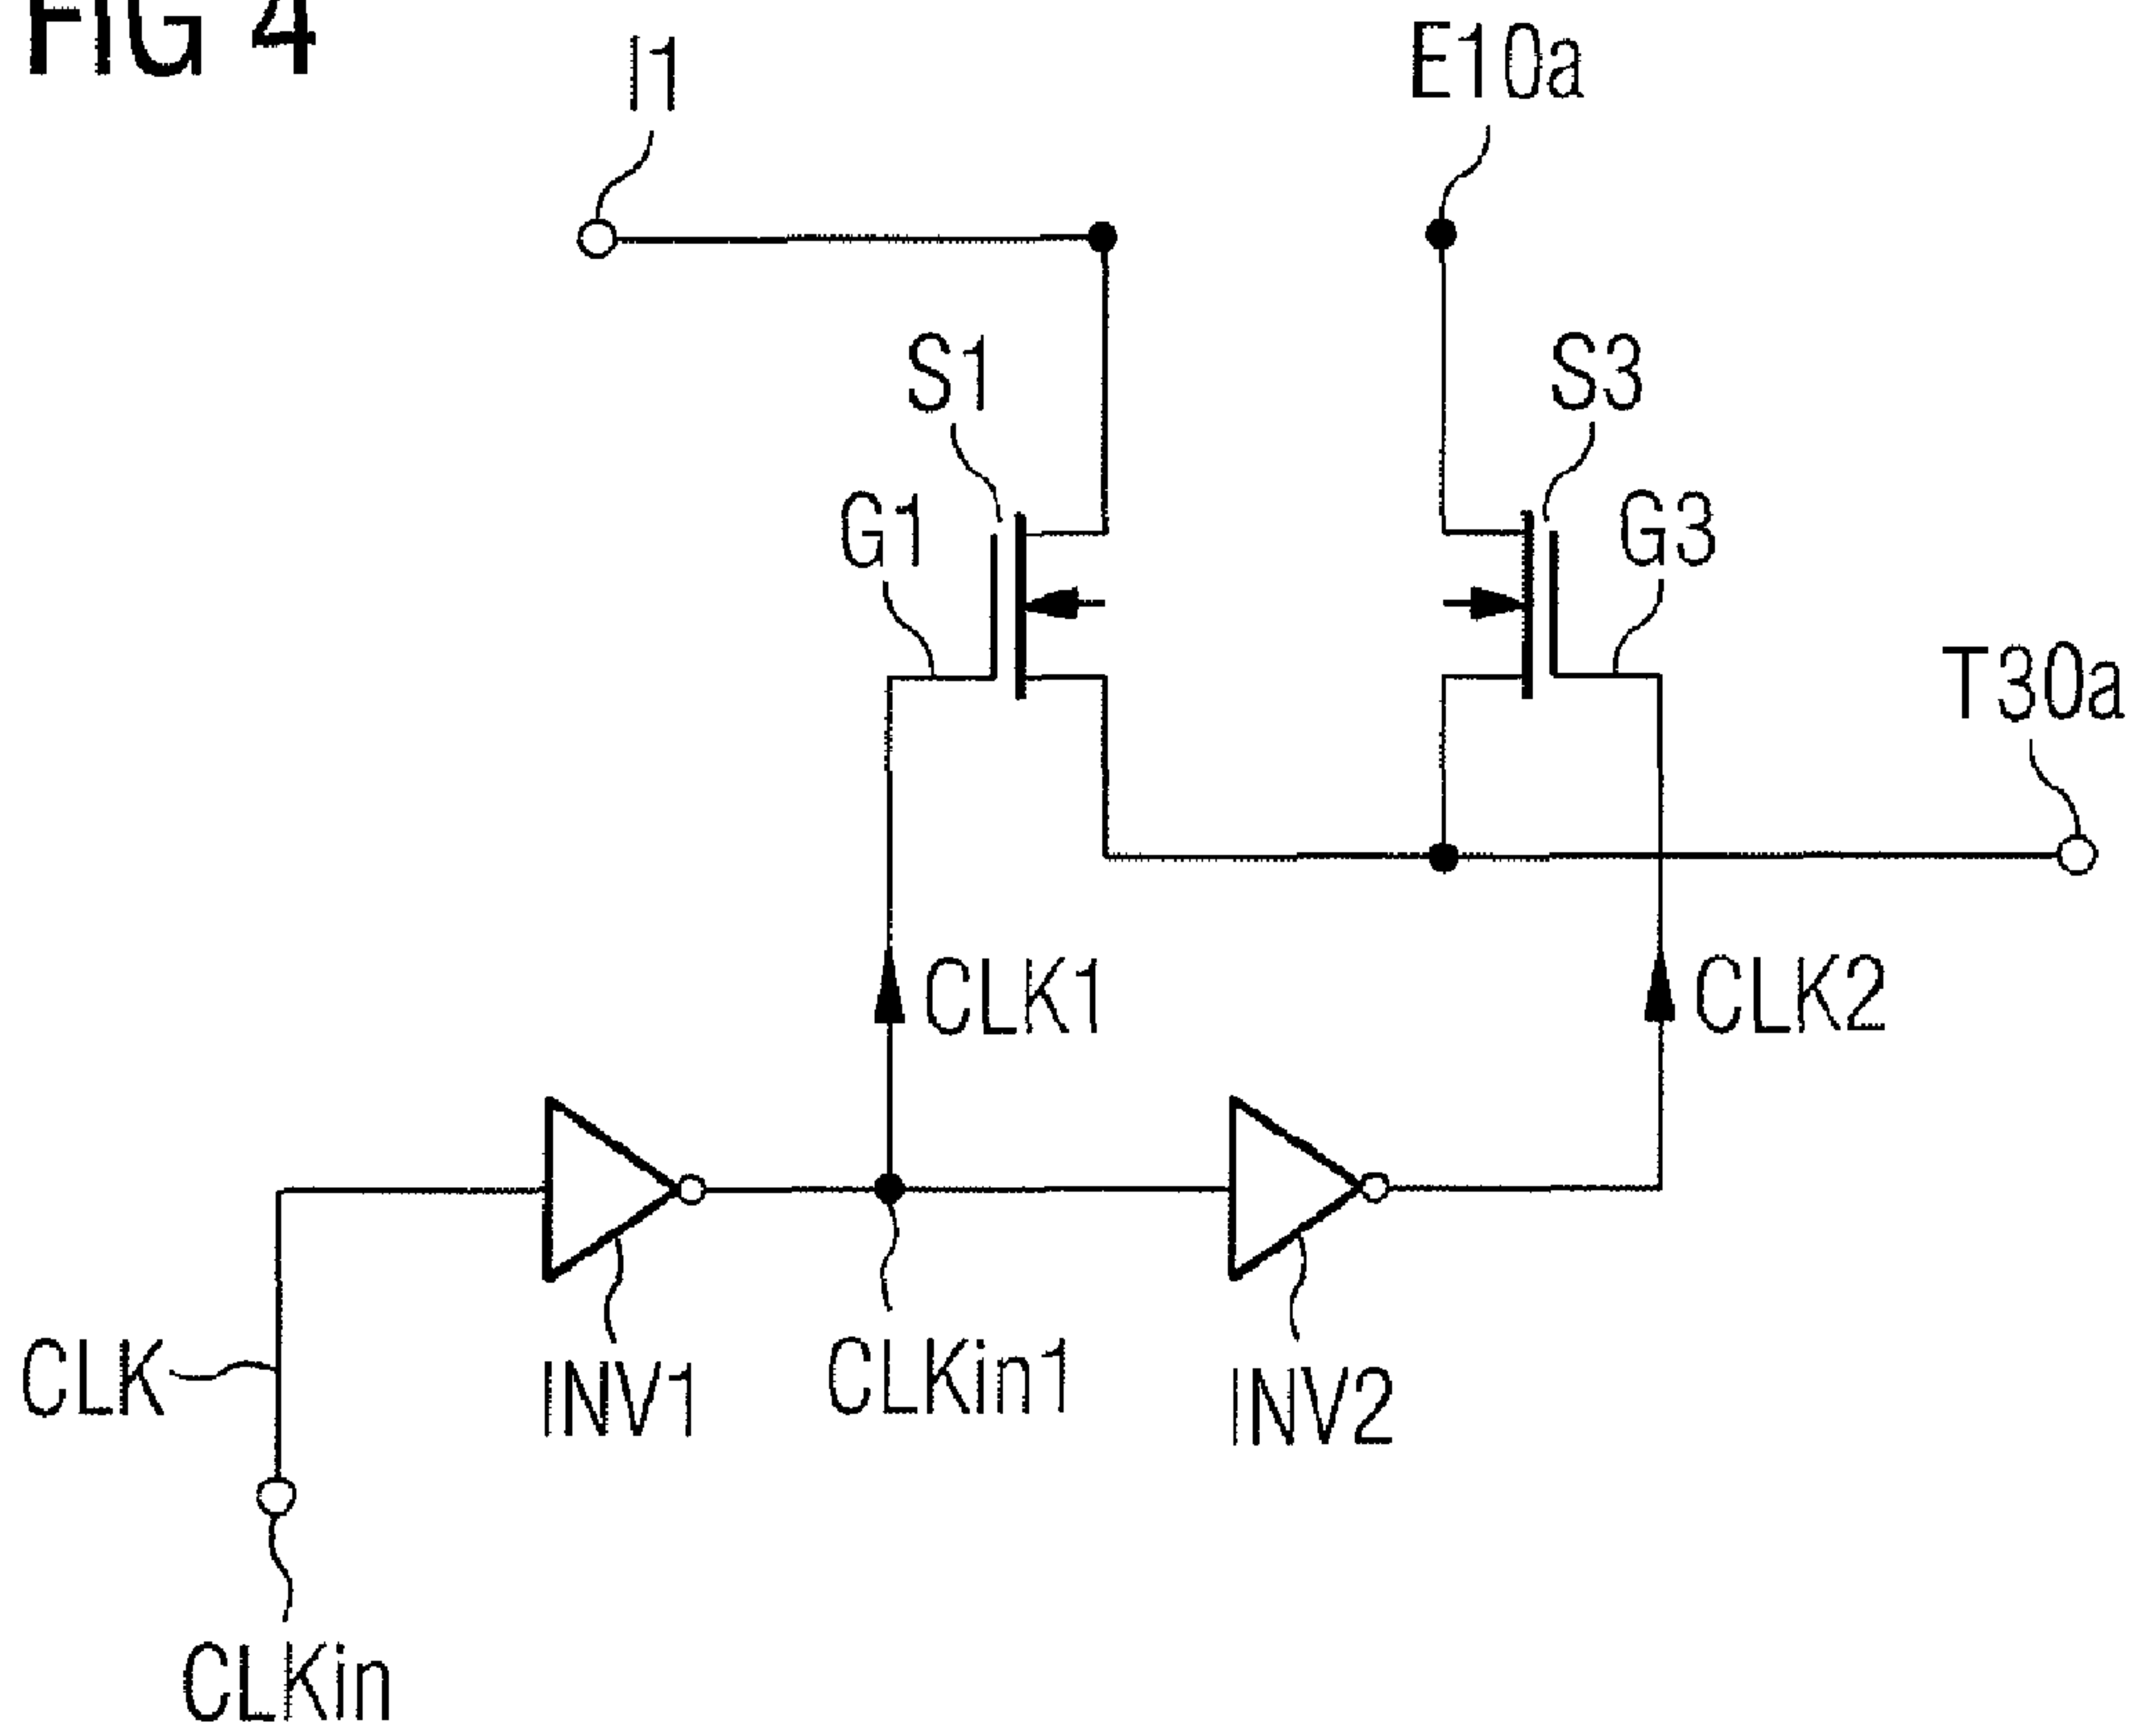 FIG 4
I1
E10a
S1
S3
G1
G3
T30a
CLK1
CLK2
CLK
INV1
CLKin1
INV2
CLKin